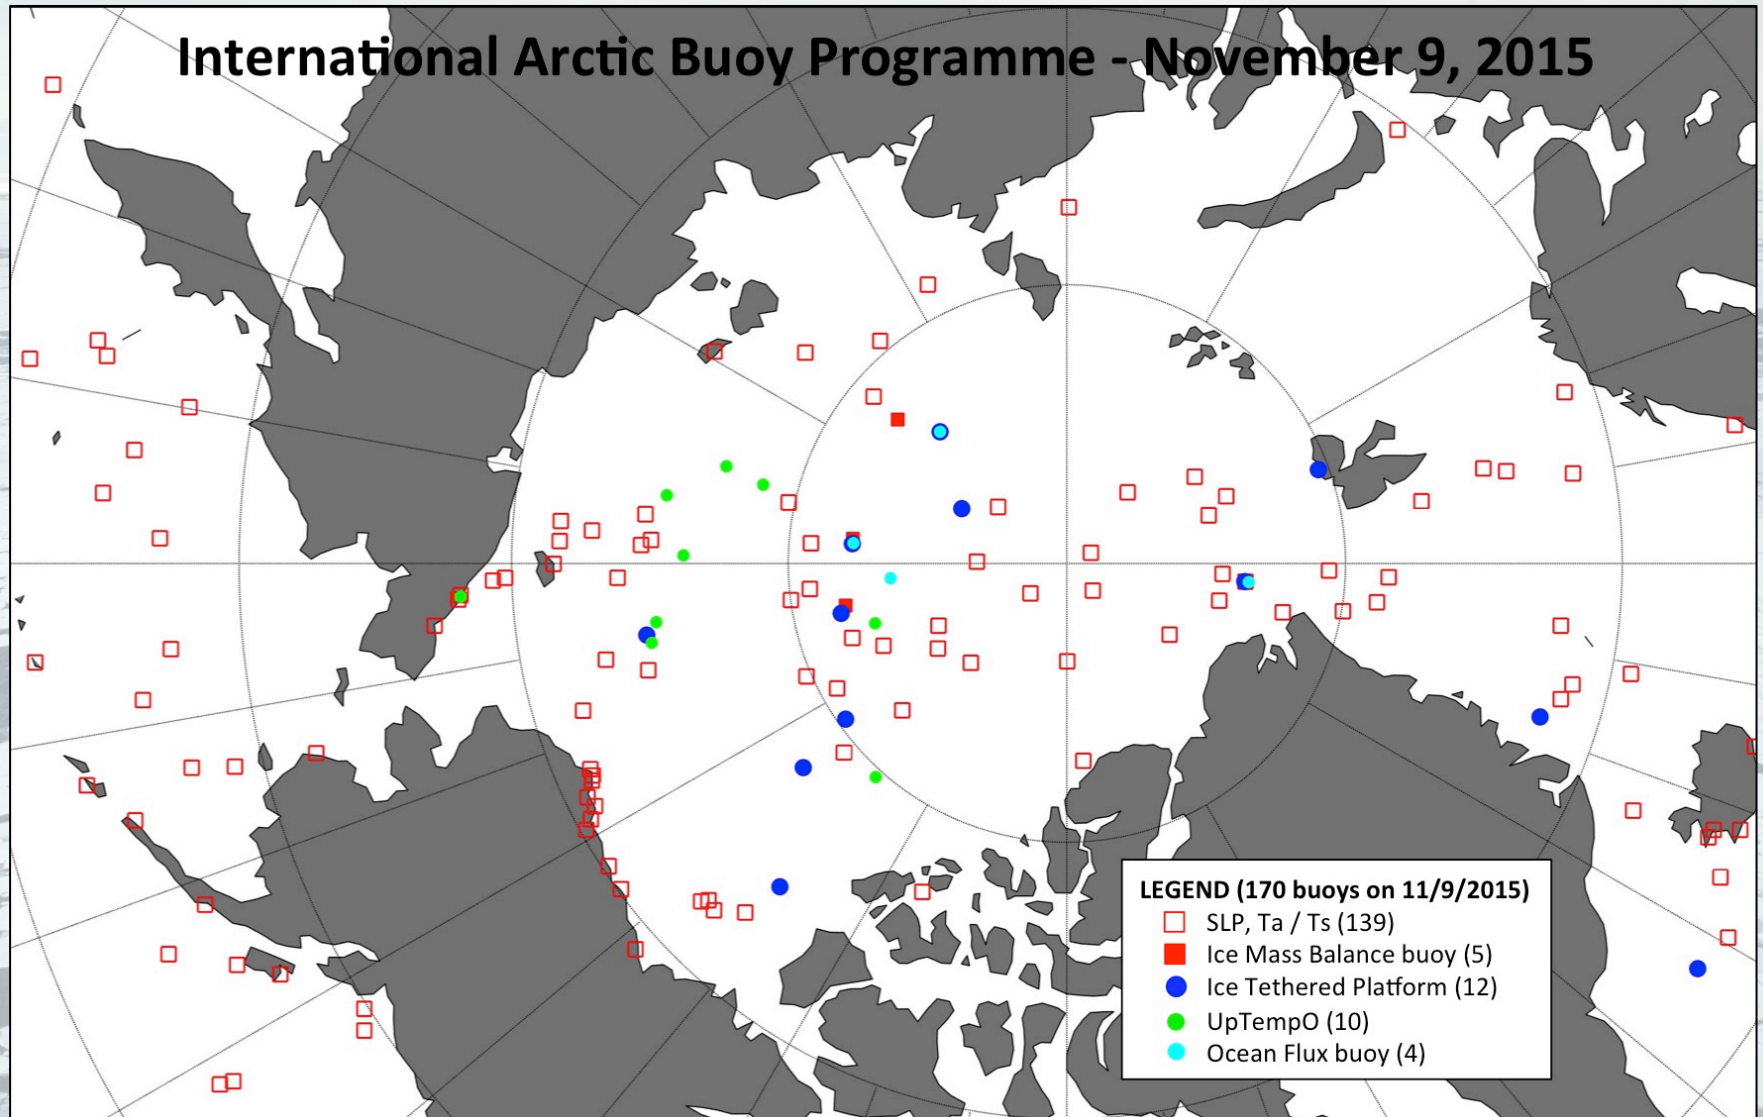 International Arctic Buoy Programme - November 9, 2015
LEGEND (170 buoys on 11/9/2015)
SLP, Ta / Ts (139)
Ice Mass Balance buoy (5)
Ice Tethered Platform (12)
UpTempO (10)
Ocean Flux buoy (4)